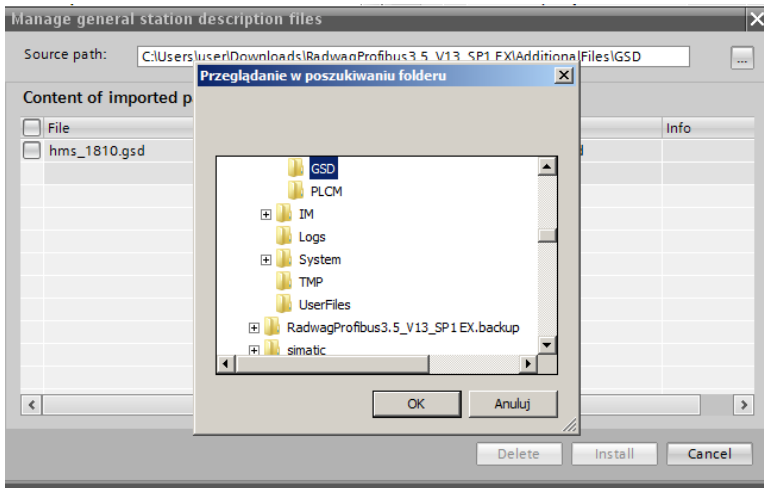 Manage general station description files
Source path:
C:\Users\user\Downloads\RadwagProfibus3.5_V13_SP1 EX\AdditionalFiles\GSD
...
Przeglądanie w poszukiwaniu folderu
Content of imported p
File
Info
hms_1810.gsd
GSD
PLCM
IM
Logs
System
TMP
UserFiles
RadwagProfibus3.5_V13_SP1 EX.backup
simatic
OK
Anuluj
Delete
Install
Cancel